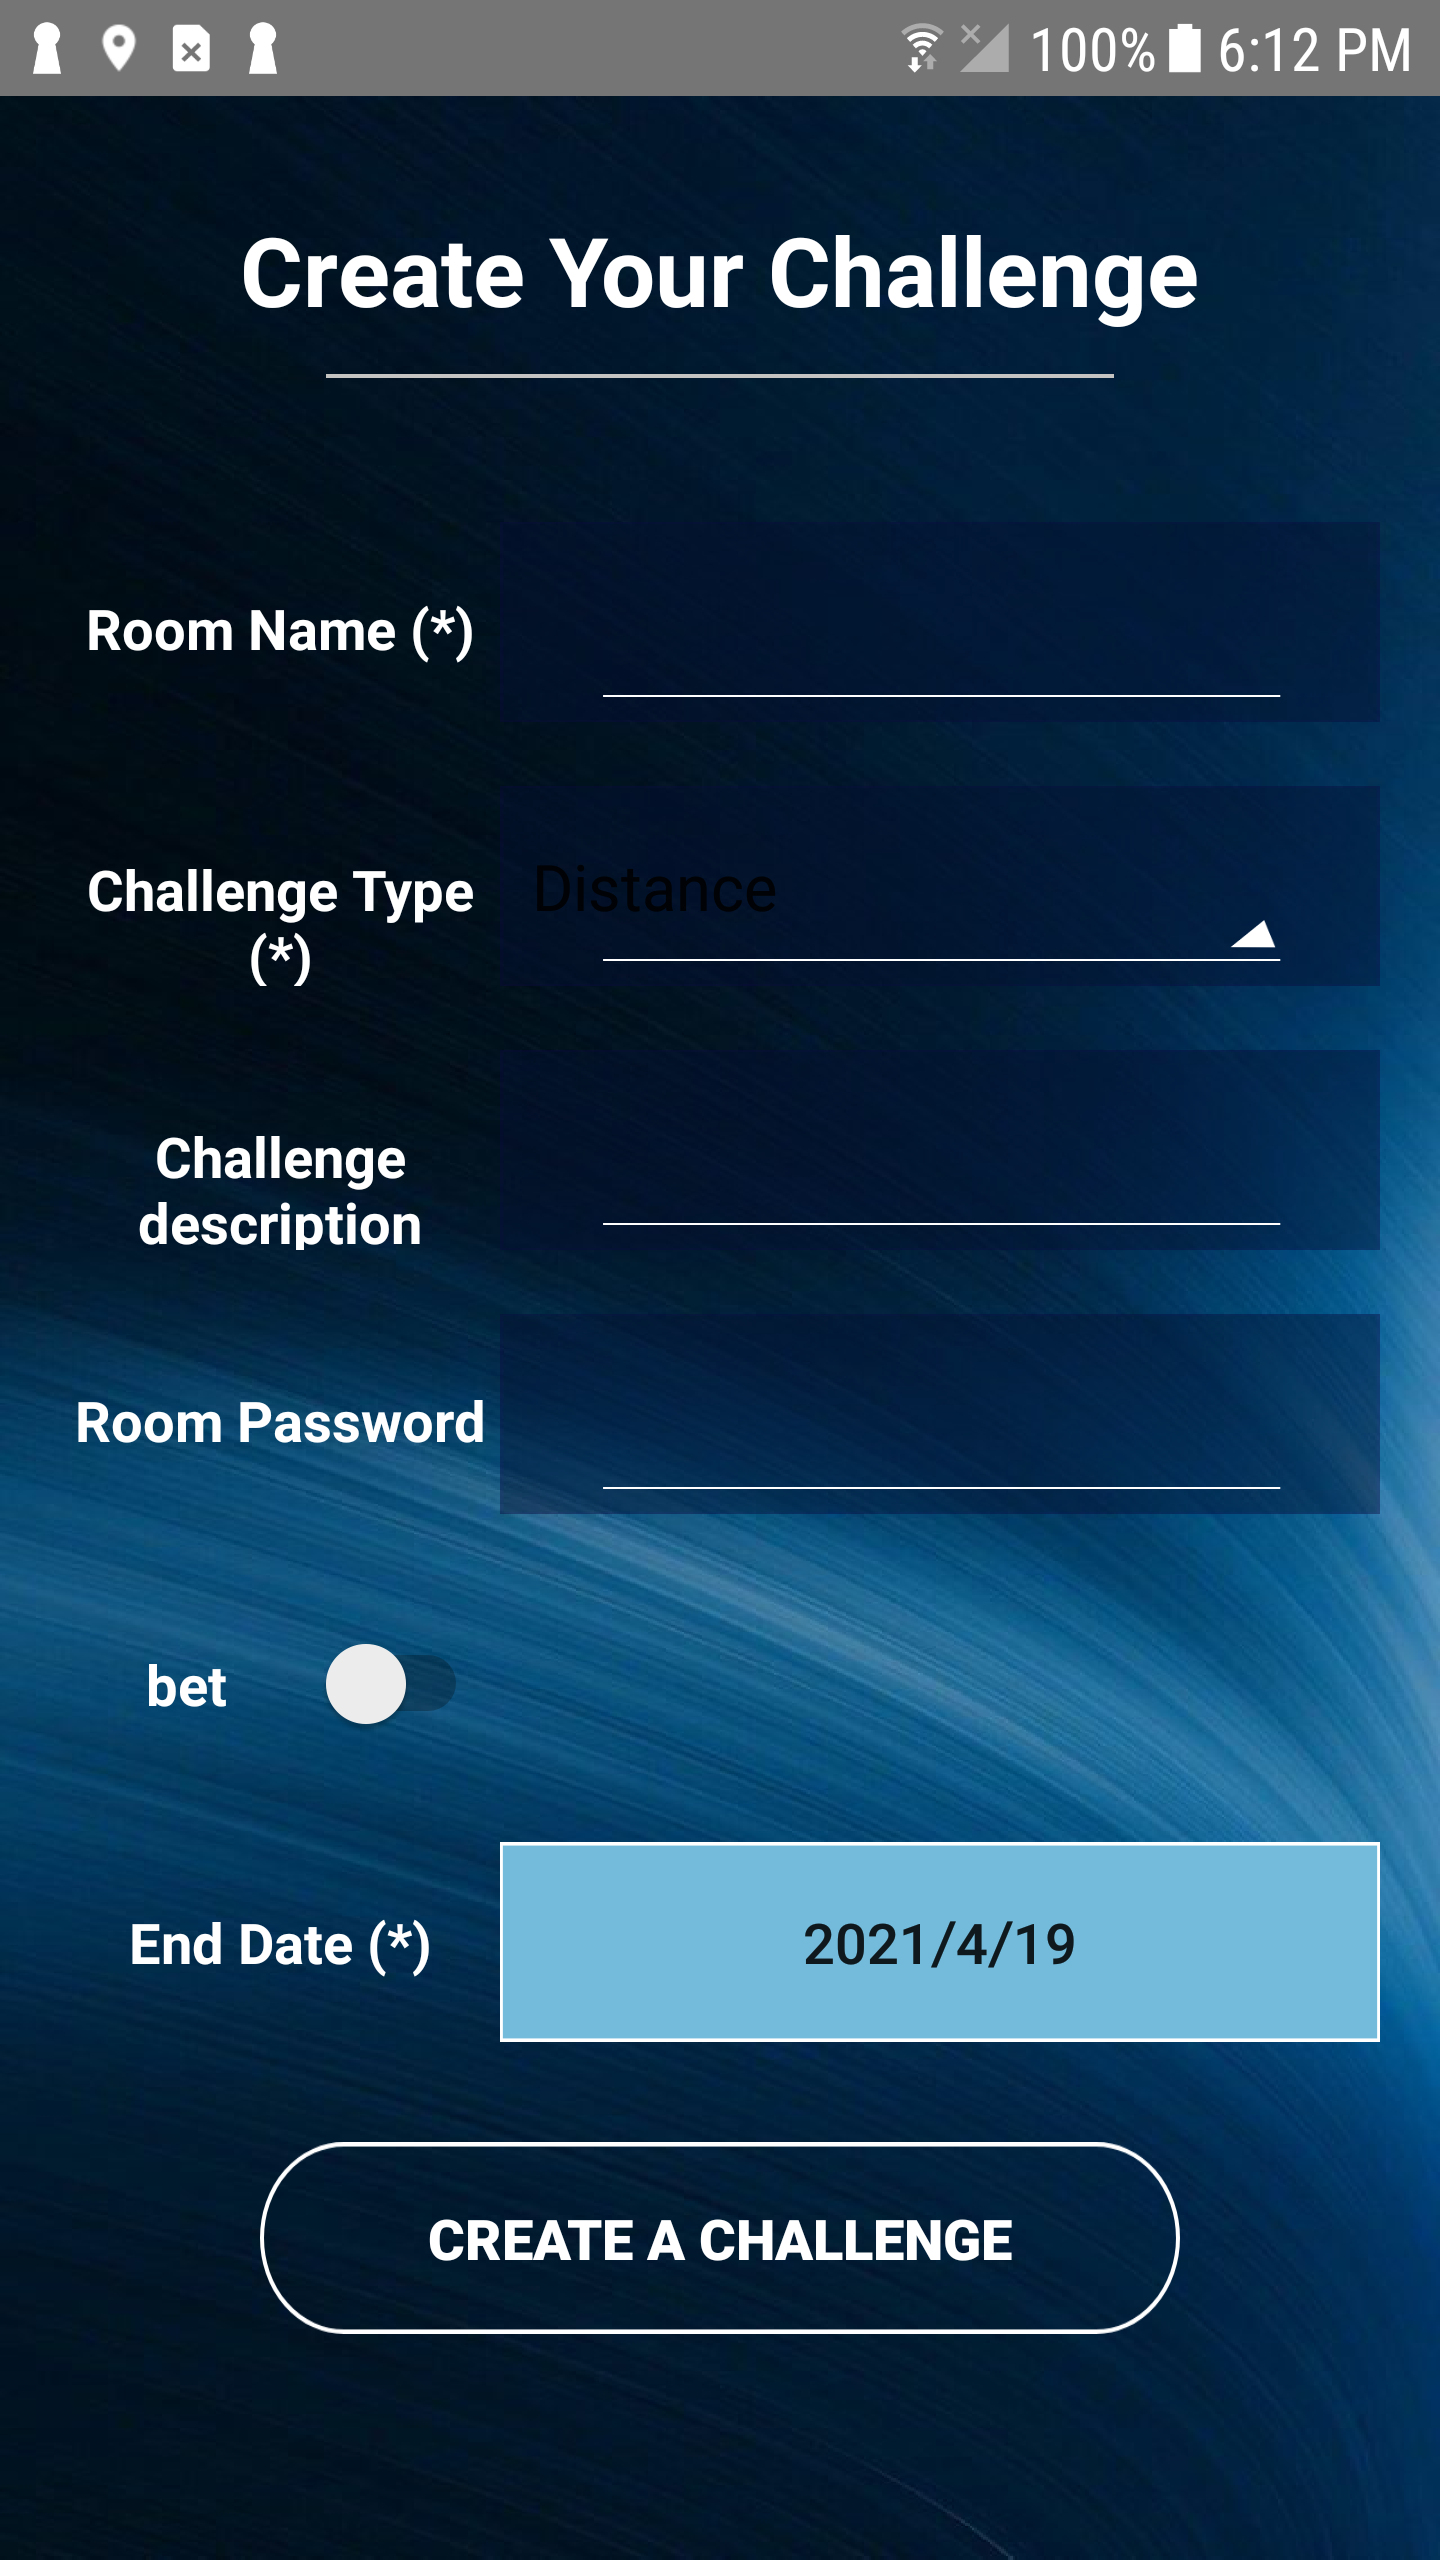 100% 6:12 PM
Create Your Challenge
Room Name (*)
Challenge Type
(*)
Distance
Challenge
description
Room Password
bet
End Date (*)
2021/4/19
CREATE A CHALLENGE